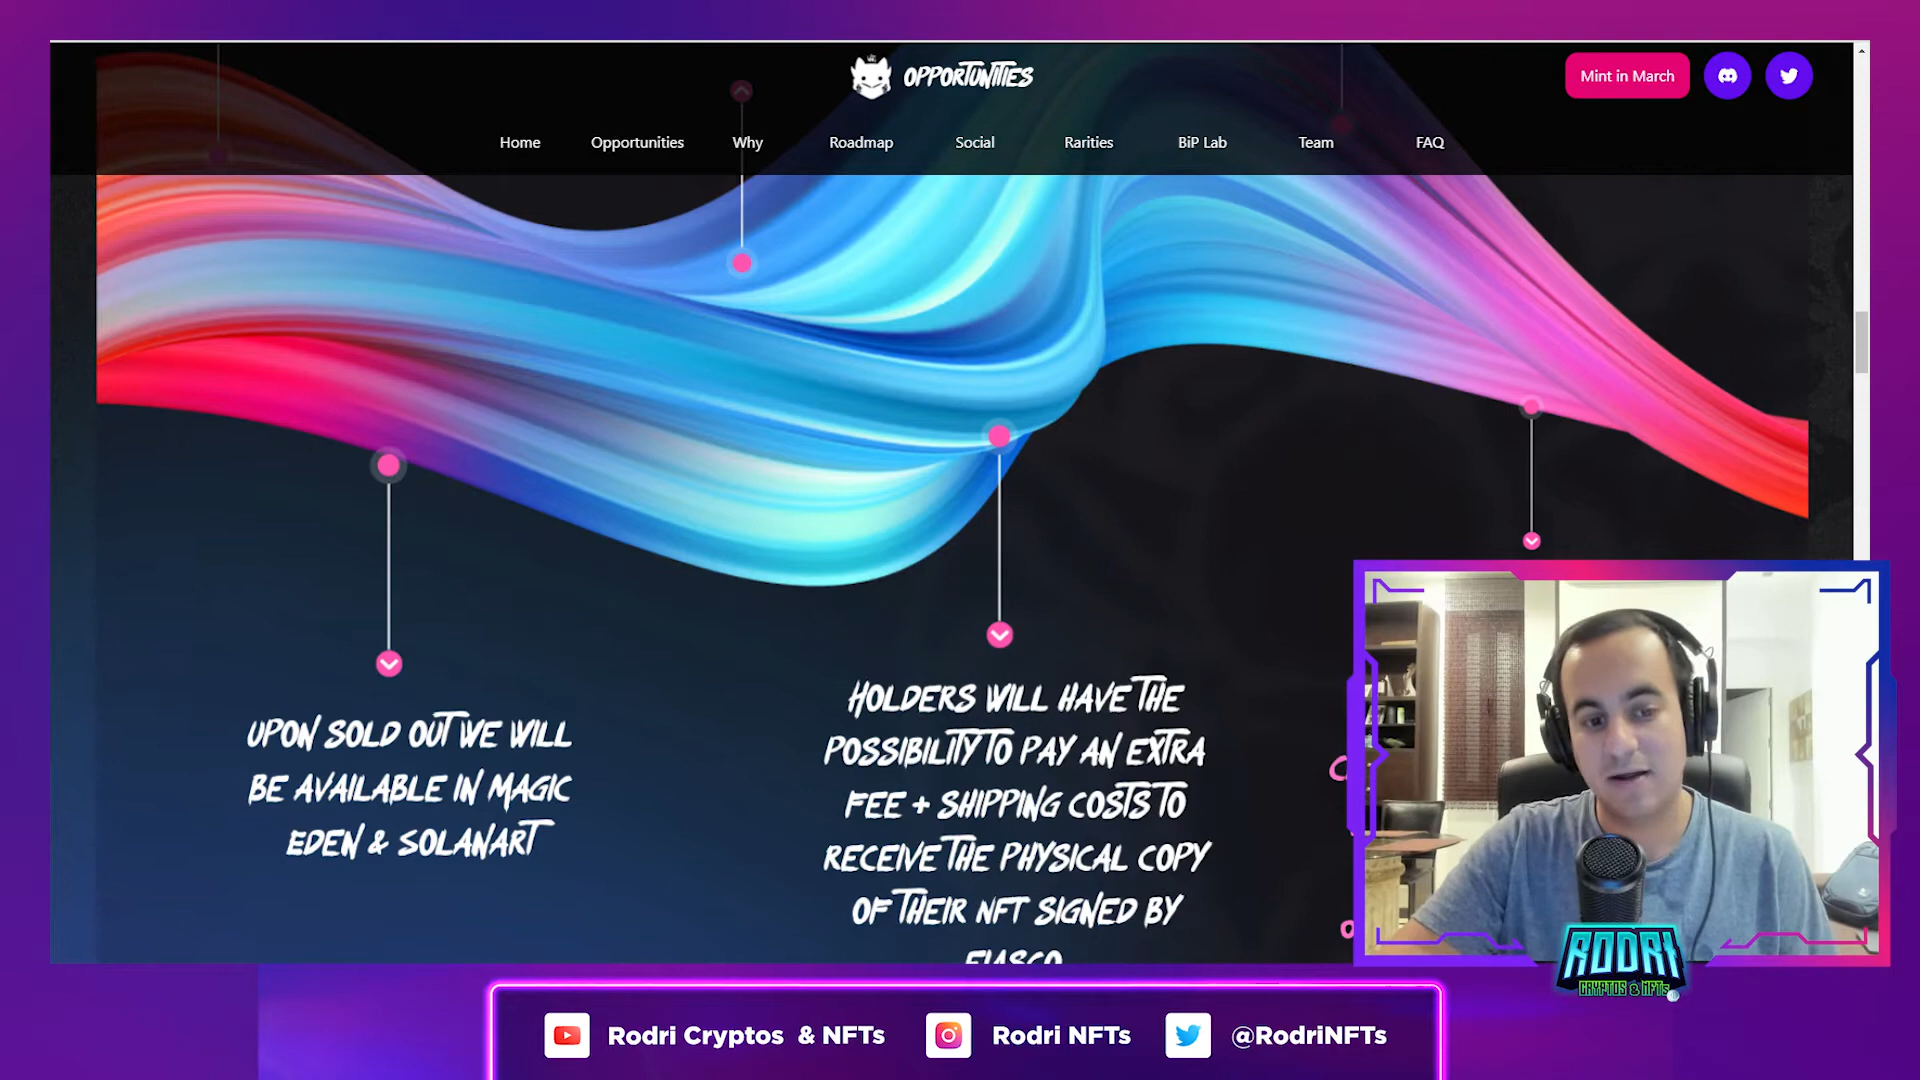 OPPORTUNITIES
Mint in March
Home Opportunities Why Roadmap Social Rarities BiP Lab Team FAQ
UPON SOLD OUT WE WILL
BE AVAILABLE IN MAGIC
EDEN & SOLANART
HOLDERS WILL HAVE THE
POSSIBILITY TO PAY AN EXTRA
FEE + SHIPPING COSTS TO
RECEIVE THE PHYSICAL COPY
OF THEIR NFT SIGNED BY
FIASCO
RODRI
CRYPTOS & NFTs
Rodri Cryptos & NFTs Rodri NFTs @RodriNFTs